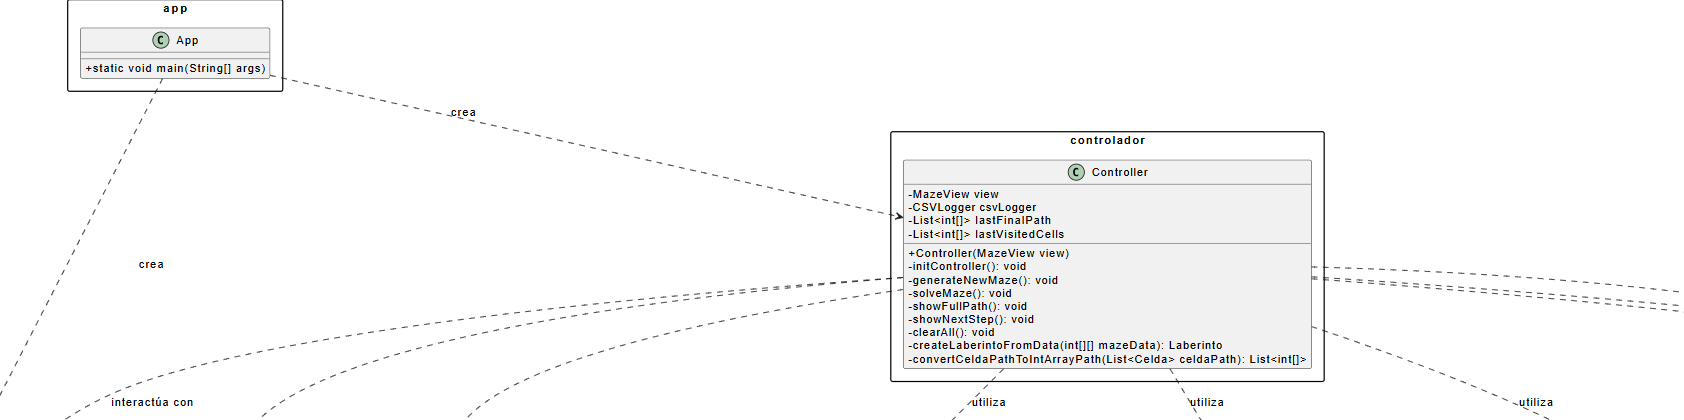 app
C App
+static void main(String[] args)
crea
controlador
C Controller
-MazeView view
-CSVLogger csvLogger
-List<int[]> lastFinalPath
-List<int[]> lastVisitedCells
+Controller(MazeView view)
-initController(): void
-generateNewMaze(): void
-solveMaze(): void
-showFullPath(): void
-showNextStep(): void
-clearAll(): void
-createLaberintoFromData(int[][] mazeData): Laberinto
-convertCeldaPathToIntArrayPath(List<Celda> celdaPath): List<int[]>
crea
interactúa con
utiliza
utiliza
utiliza